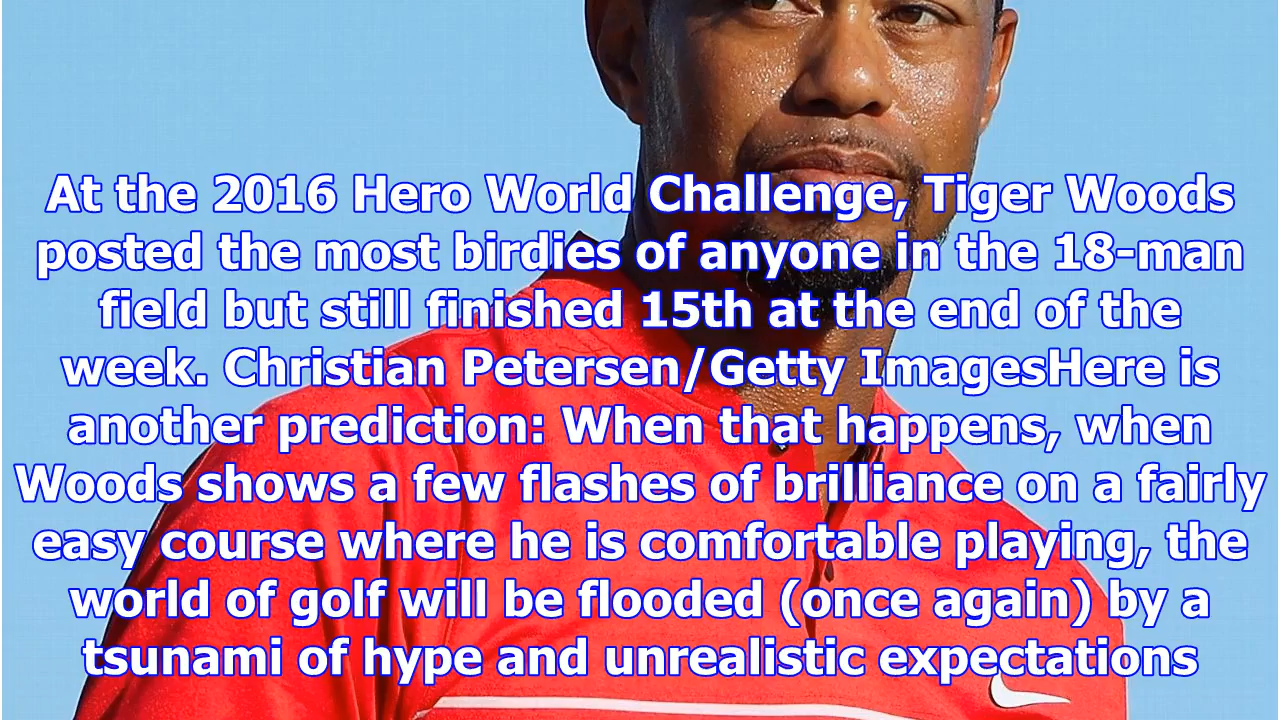 At the 2016 Hero World Challenge, Tiger Woods
posted the most birdies of anyone in the 18-man
field but still finished 15th at the end of the
week. Christian Petersen/Getty ImagesHere is
another prediction: When that happens, when
Woods shows a few flashes of brilliance on a fairly
easy course where he is comfortable playing, the
world of golf will be flooded (once again) by a
tsunami of hype and unrealistic expectations